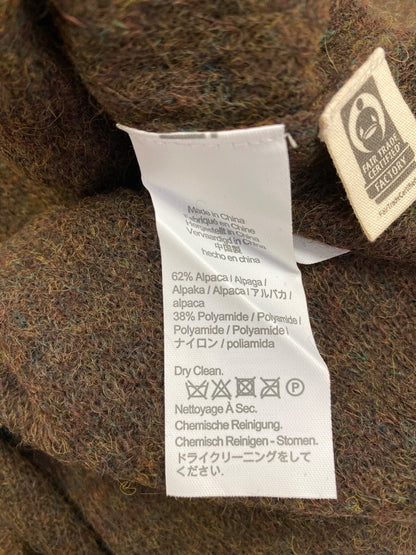 Made in China
Fabriqué en Chine
Hergestellt in China
Vervaardigd in China
中国製
hecho en china
62% Alpaca / Alpaga /
Alpaka / Alpaca / アルパカ /
alpaca
38% Polyamide / Polyamide /
Polyamide / Polyamide /
ナイロン / poliamida
Dry Clean.
P
Nettoyage À Sec.
Chemische Reinigung.
Chemisch Reinigen - Stomen.
ドライクリーニングをして
ください.
FAIR TRADE
CERTIFIED
FACTORY